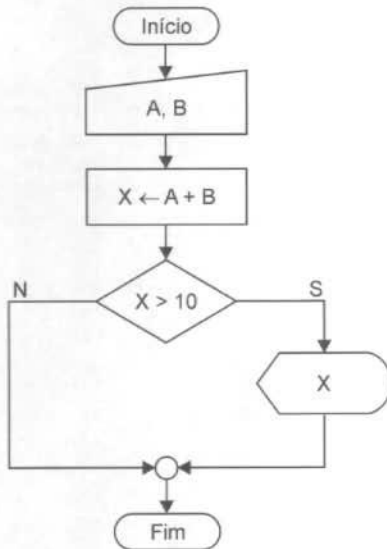 Início
A, B
X ← A + B
N
X > 10
S
X
Fim